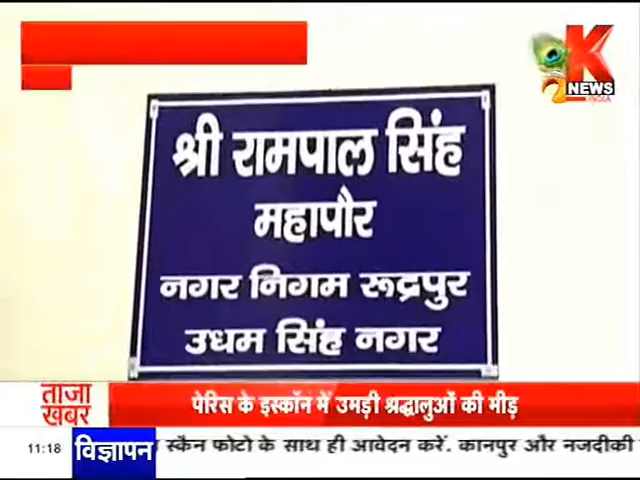 K
NEWS
श्री रामपाल सिंह
महापौर
नगर निगम रूद्रपुर
उधम सिंह नगर
ताजा
खबर
पेरिस के इस्कॉन में उमड़ी श्रद्धालुओं की भीड़
11:18
विज्ञापन
स्कैन फोटो के साथ ही आवेदन करें. कानपुर और नजदीकी